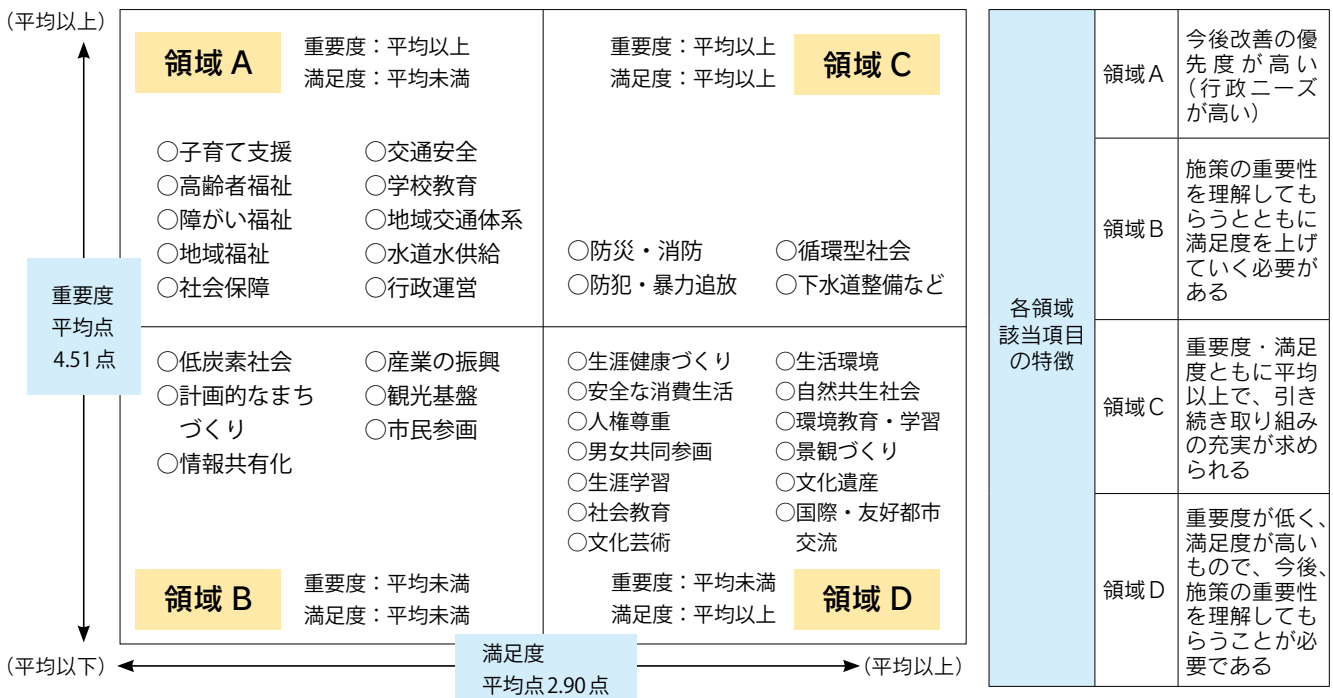 （平均以上）
領域 A
重要度：平均以上
満足度：平均未満
○子育て支援
○高齢者福祉
○障がい福祉
○地域福祉
○社会保障
○交通安全
○学校教育
○地域交通体系
○水道水供給
○行政運営
重要度：平均以上
満足度：平均以上
領域 C
○防災・消防
○防犯・暴力追放
○循環型社会
○下水道整備など
重要度
平均点
4.51点
○低炭素社会
○計画的なまち
づくり
○情報共有化
○産業の振興
○観光基盤
○市民参画
領域 B
重要度：平均未満
満足度：平均未満
○生涯健康づくり
○安全な消費生活
○人権尊重
○男女共同参画
○生涯学習
○社会教育
○文化芸術
○生活環境
○自然共生社会
○環境教育・学習
○景観づくり
○文化遺産
○国際・友好都市
交流
重要度：平均未満
満足度：平均以上
領域 D
（平均以下）
満足度
平均点2.90点
（平均以上）
各領域
該当項目
の特徴
領域A
今後改善の優
先度が高い
（行政ニーズ
が高い）
領域B
施策の重要性
を理解しても
らうとともに
満足度を上げ
ていく必要が
ある
領域C
重要度・満足
度ともに平均
以上で、引き
続き取り組み
の充実が求め
られる
領域D
重要度が低く、
満足度が高い
もので、今後、
施策の重要性
を理解しても
らうことが必
要である